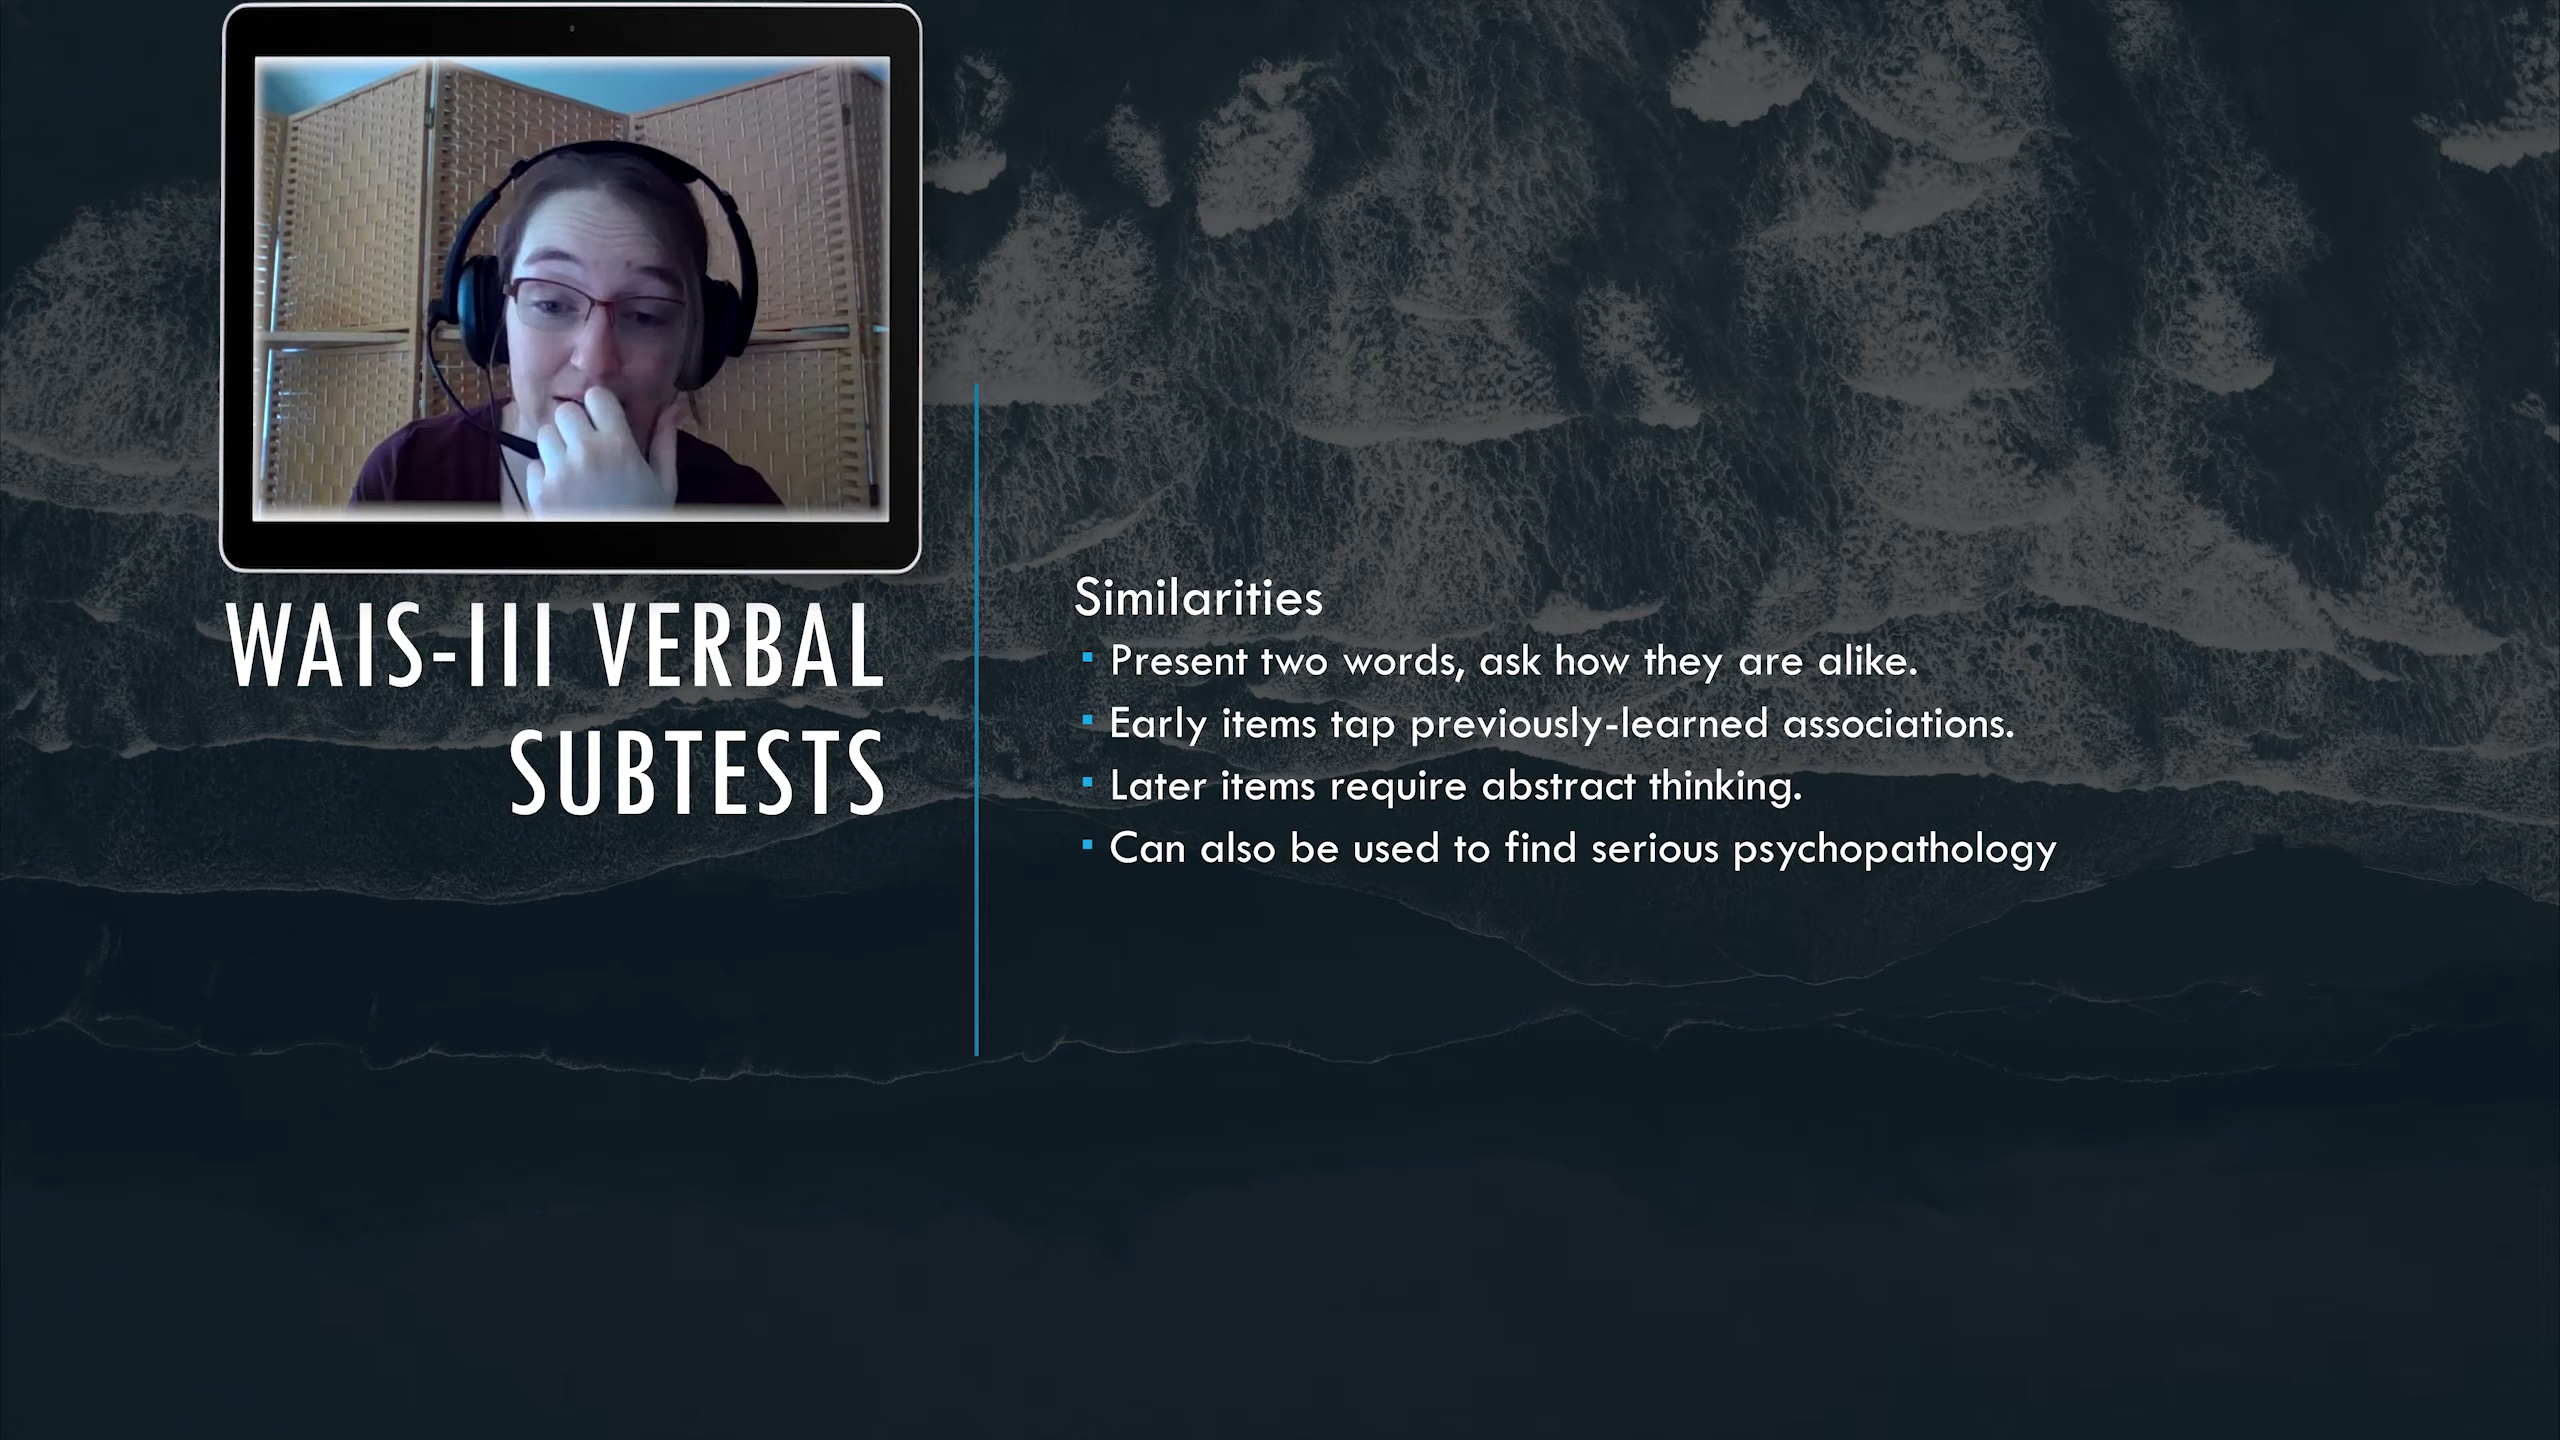 WAIS-III VERBAL
SUBTESTS
Similarities
Present two words, ask how they are alike.
Early items tap previously-learned associations.
Later items require abstract thinking.
Can also be used to find serious psychopathology